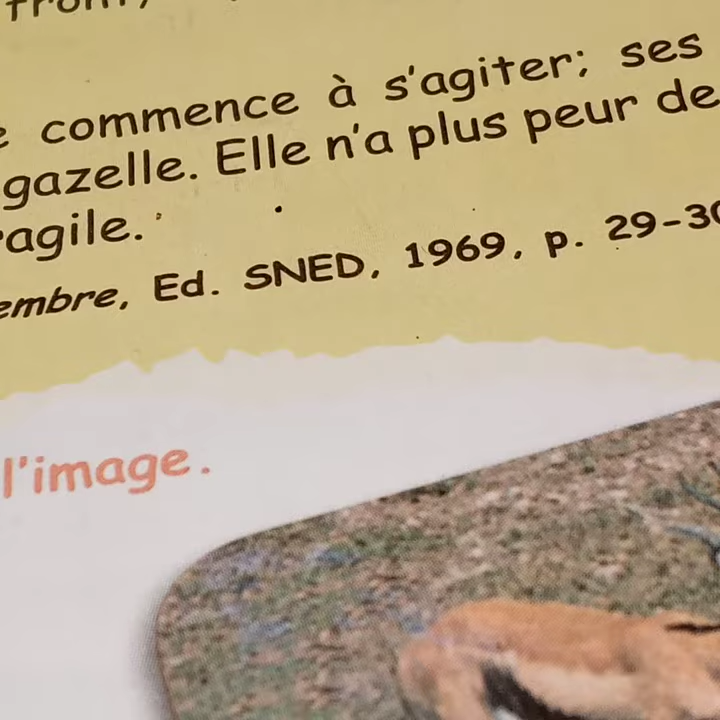 commence à s'agiter; ses
gazelle. Elle n'a plus peur de
agile.
embre, Ed. SNED, 1969, p. 29-30
l'image.